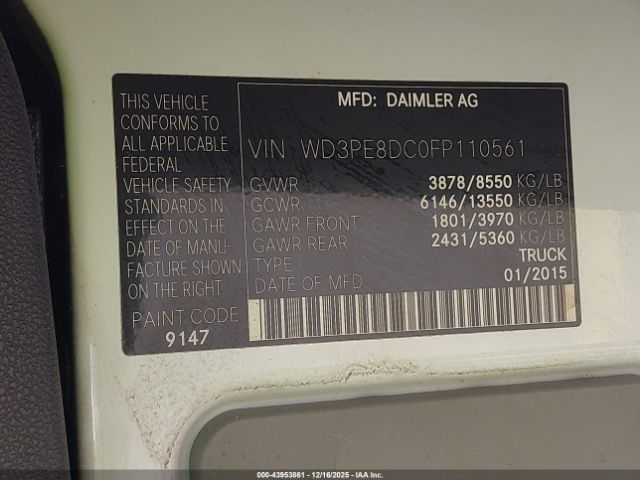 THIS VEHICLE
CONFORMS TO
ALL APPLICABLE
FEDERAL
VEHICLE SAFETY
STANDARDS IN
EFFECT ON THE
DATE OF MANU-
FACTURE SHOWN
ON THE RIGHT.
PAINT CODE
9147
MFD: DAIMLER AG
VIN WD3PE8DC0FP110561
GVWR 3878/8550 KG/LB
GCWR 6146/13550 KG/LB
GAWR FRONT 1801/3970 KG/LB
GAWR REAR 2431/5360 KG/LB
TYPE TRUCK
DATE OF MFD 01/2015
000-43953861 - 12/16/2025 - IAA Inc.